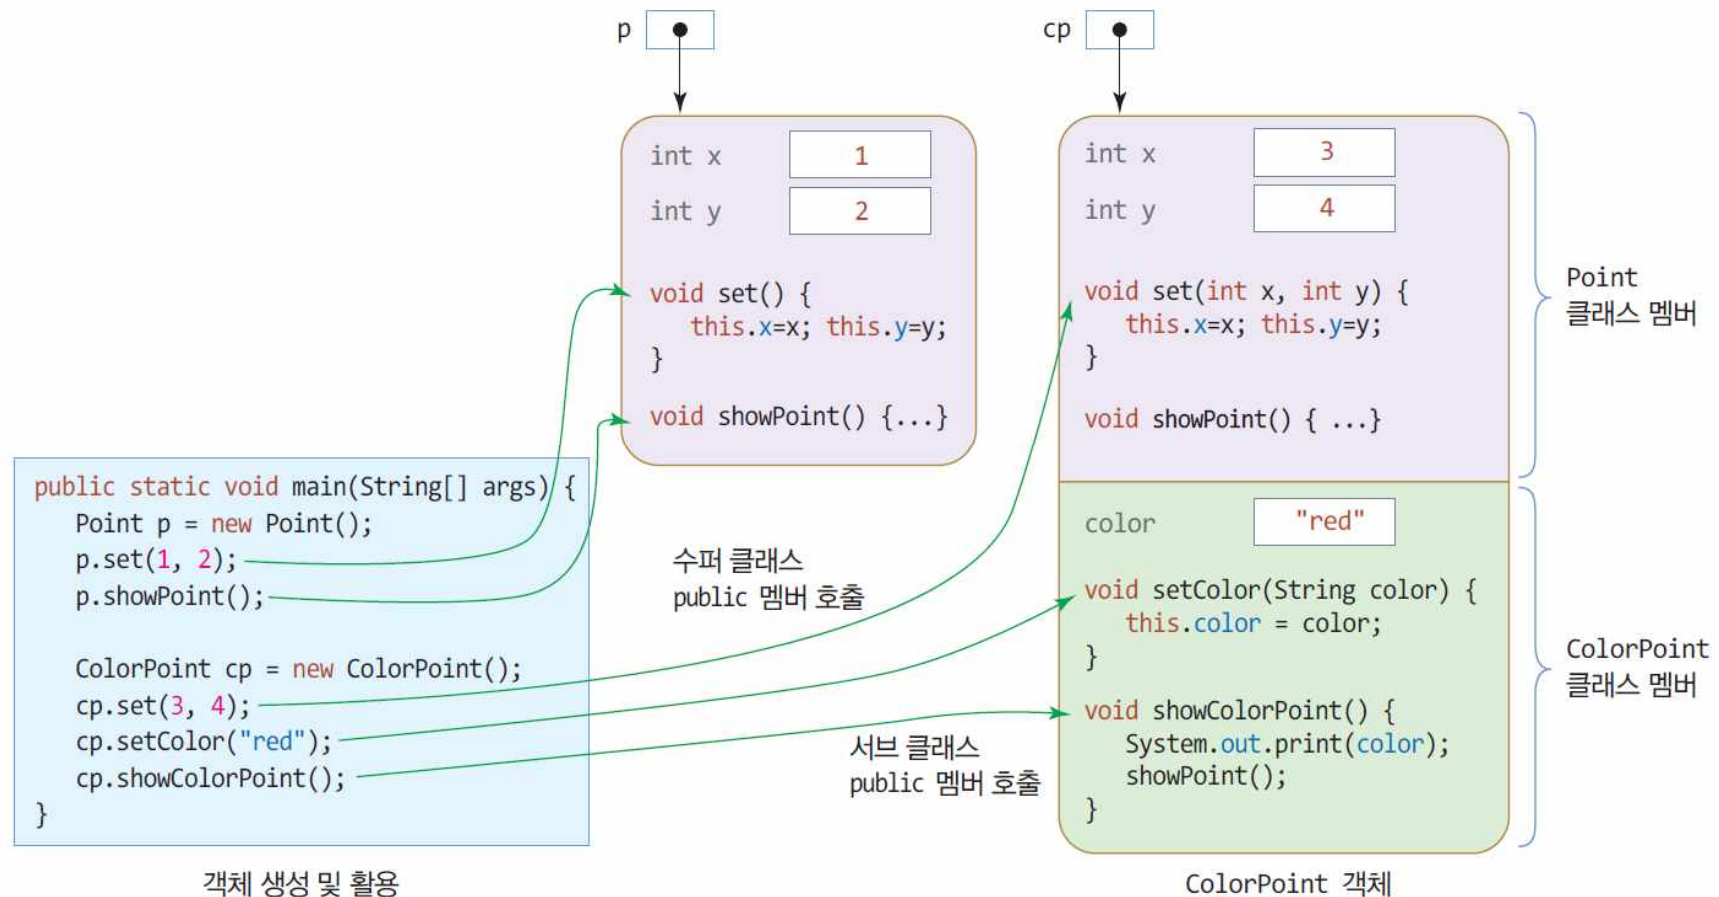 p
int x 1
int y 2
void set() {
this.x=x; this.y=y;
}
void showPoint() {...}
cp
int x 3
int y 4
void set(int x, int y) {
this.x=x; this.y=y;
}
void showPoint() { ...}
Point
클래스 멤버
color "red"
void setColor(String color) {
this.color = color;
}
void showColorPoint() {
System.out.print(color);
showPoint();
}
ColorPoint
클래스 멤버
ColorPoint 객체
public static void main(String[] args) {
Point p = new Point();
p.set(1, 2);
p.showPoint();
ColorPoint cp = new ColorPoint();
cp.set(3, 4);
cp.setColor("red");
cp.showColorPoint();
}
객체 생성 및 활용
수퍼 클래스
public 멤버 호출
서브 클래스
public 멤버 호출